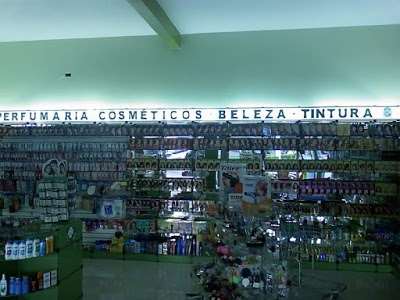 PERFUMARIA COSMÉTICOS · BELEZA · TINTURA